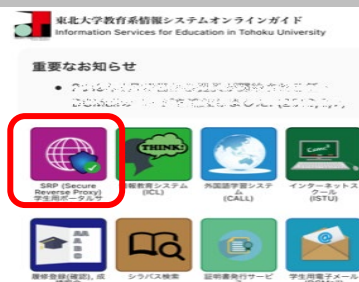 東北大学教育系情報システムオンラインガイド
Information Services for Education in Tohoku University
重要なお知らせ
THINK!
SRP (Secure
Reverse Proxy)
学生用ポータルサ
報教育システム
(ICL)
外国語学習システ
ム
(CALL)
インターネットス
クール
(ISTU)
履修登録(確認), 成
シラバス検索
証明書発行サービ
ス
学生用電子メール